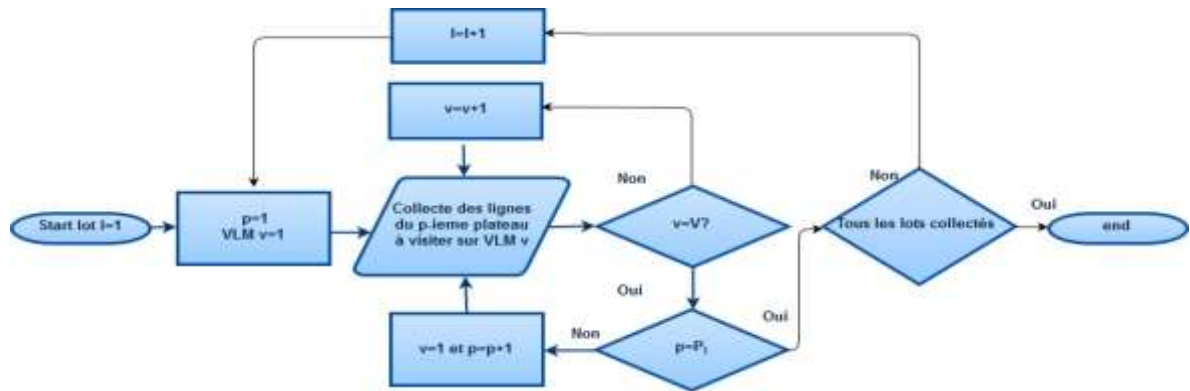 l=l+1
v=v+1
Non
Non
Start lot l=1
p=1
VLM v=1
Collecte des lignes
du p-ieme plateau
à visiter sur VLM v
v=V?
Tous les lots collectés
Oui
end
Oui
Oui
Non
v=1 et p=p+1
p=Pₗ